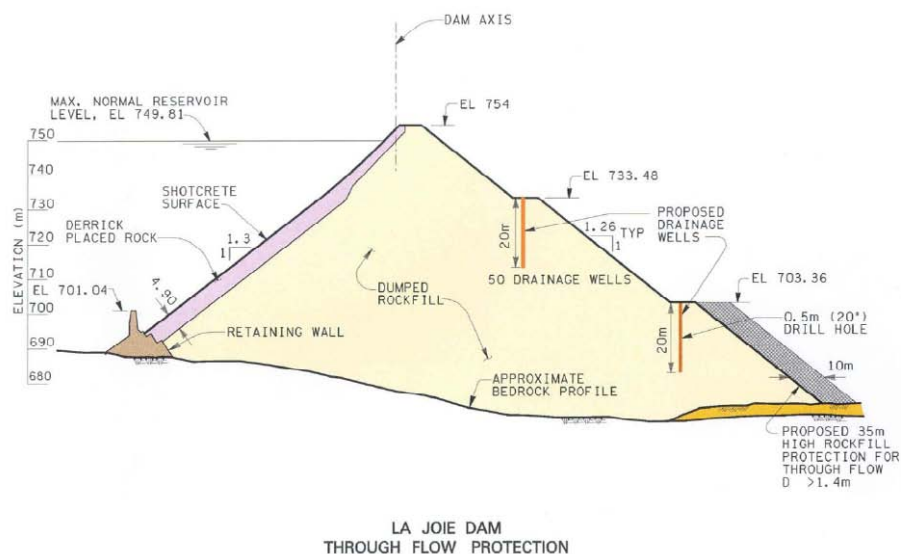 DAM AXIS
MAX. NORMAL RESERVOIR
LEVEL, EL 749.81
EL 754
750
740
730
720
710
700
690
680
ELEVATION (m)
EL 733.48
SHOTCRETE
SURFACE
DERRICK
PLACED ROCK
1.3
1
20m
1.26 TYP
1
PROPOSED
DRAINAGE
WELLS
50 DRAINAGE WELLS
EL 701.04
4.90
DUMPED
ROCKFILL
EL 703.36
RETAINING WALL
20m
0.5m (20")
DRILL HOLE
10m
APPROXIMATE
BEDROCK PROFILE
PROPOSED 35m
HIGH ROCKFILL
PROTECTION FOR
THROUGH FLOW
D >1.4m
LA JOIE DAM
THROUGH FLOW PROTECTION